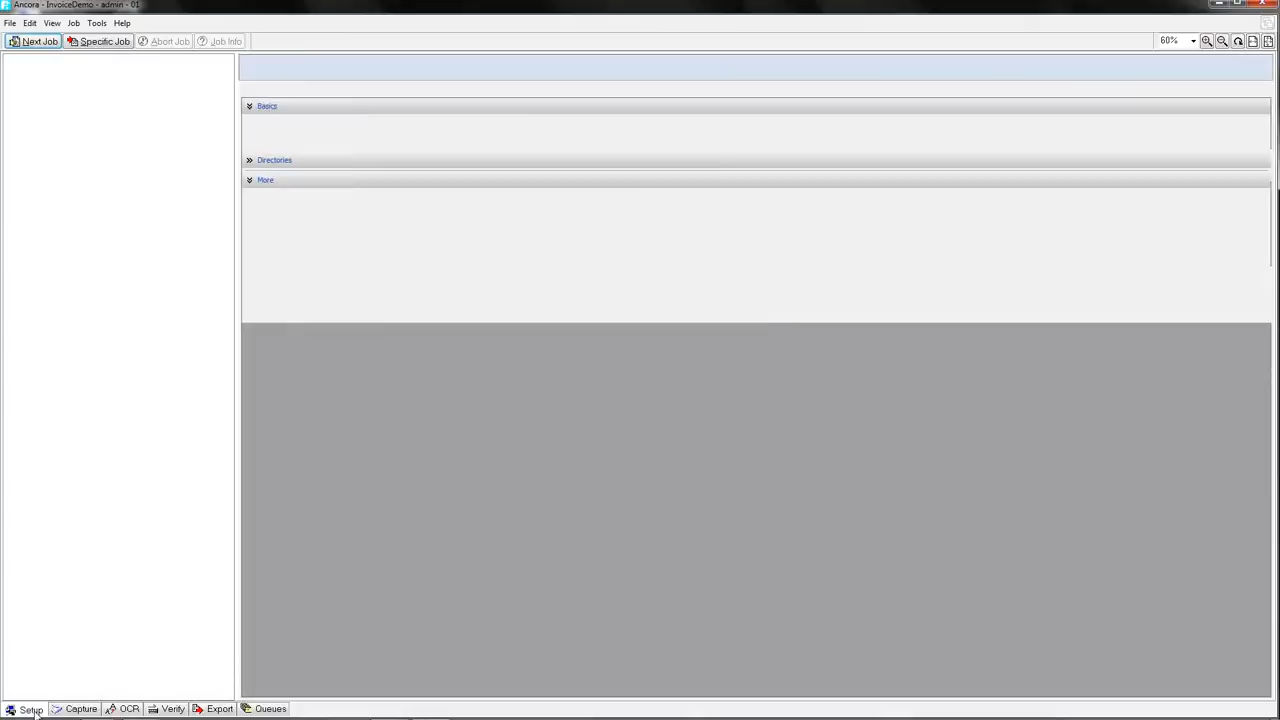 Ancora - InvoiceDemo - admin - 01
File Edit View Job Tools Help
Next Job Specific Job Abort Job Job Info 60%
Basics
Directories
More
Setup Capture OCR Verify Export Queues